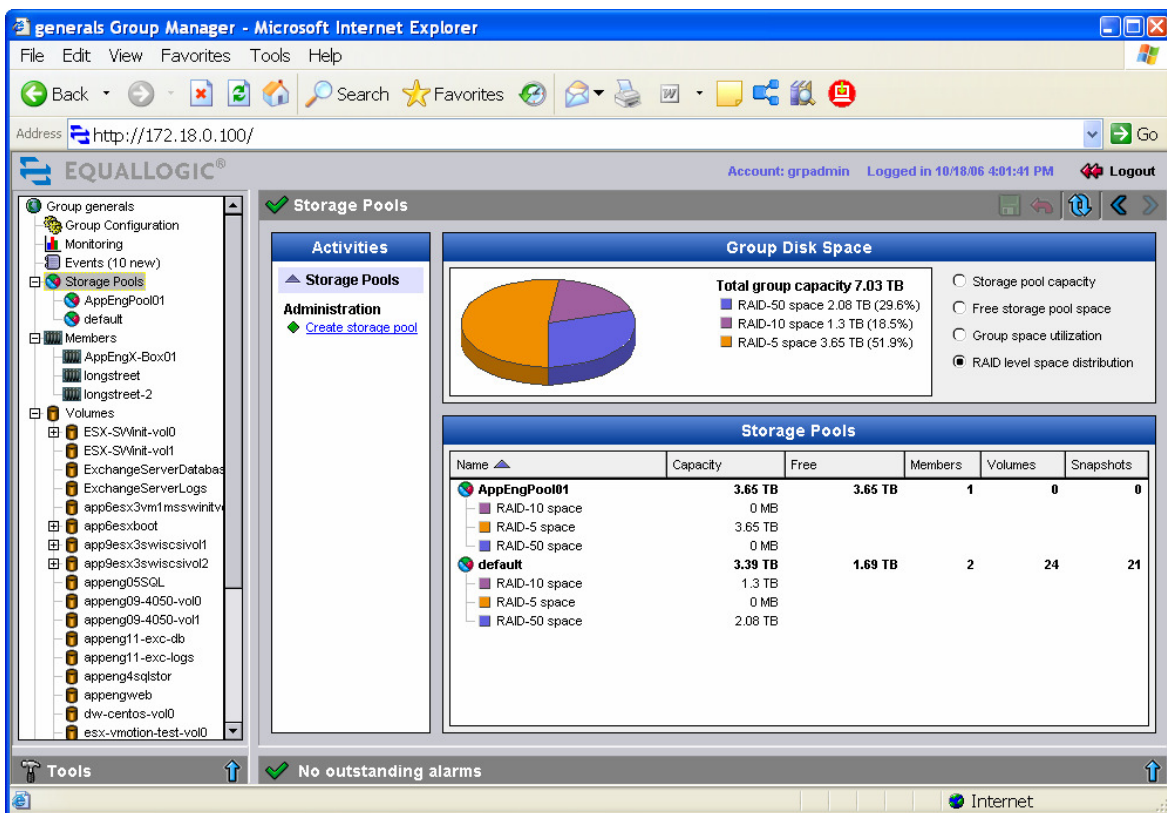 generals Group Manager - Microsoft Internet Explorer
File Edit View Favorites Tools Help
Back Search Favorites
Address http://172.18.0.100/ Go
EQUALLOGIC® Account: grpadmin Logged in 10/18/06 4:01:41 PM Logout
Group generals
Group Configuration
Monitoring
Events (10 new)
Storage Pools
AppEngPool01
default
Members
AppEngX-Box01
longstreet
longstreet-2
Volumes
ESX-SWinit-vol0
ESX-SWinit-vol1
ExchangeServerDatabas
ExchangeServerLogs
app6esx3vm1msswinitv
app6esxboot
app9esx3swiscsivol1
app9esx3swiscsivol2
appeng05SQL
appeng09-4050-vol0
appeng09-4050-vol1
appeng11-exc-db
appeng11-exc-logs
appeng4sqlstor
appengweb
dw-centos-vol0
esx-vmotion-test-vol0
Tools
Storage Pools
Activities
Storage Pools
Administration
Create storage pool
Group Disk Space
Total group capacity 7.03 TB
RAID-50 space 2.08 TB (29.6%)
RAID-10 space 1.3 TB (18.5%)
RAID-5 space 3.65 TB (51.9%)
Storage pool capacity
Free storage pool space
Group space utilization
RAID level space distribution
Storage Pools
Name Capacity Free Members Volumes Snapshots
AppEngPool01 3.65 TB 3.65 TB 1 0 0
RAID-10 space 0 MB
RAID-5 space 3.65 TB
RAID-50 space 0 MB
default 3.39 TB 1.69 TB 2 24 21
RAID-10 space 1.3 TB
RAID-5 space 0 MB
RAID-50 space 2.08 TB
No outstanding alarms
Internet